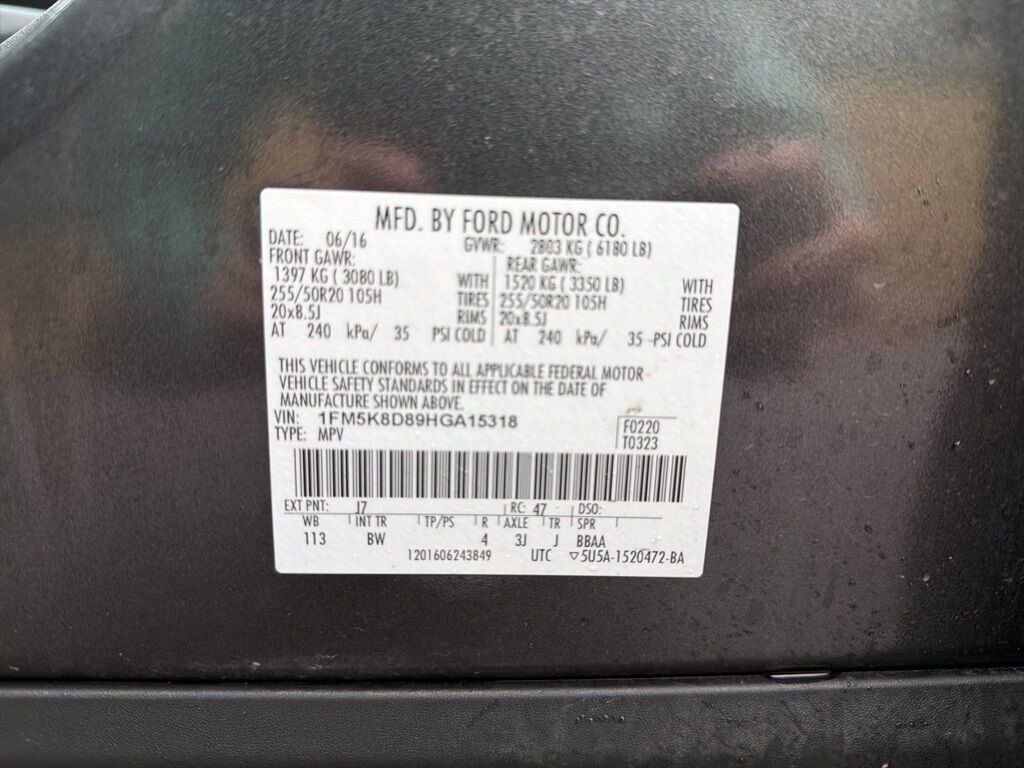 MFD. BY FORD MOTOR CO.
DATE: 06/16 GVWR: 2803 KG ( 6180 LB)
FRONT GAWR: REAR GAWR:
1397 KG ( 3080 LB) WITH 1520 KG ( 3350 LB) WITH
255/50R20 105H TIRES 255/50R20 105H TIRES
20x8.5J RIMS 20x8.5J RIMS
AT 240 kPa/ 35 PSI COLD AT 240 kPa/ 35 PSI COLD
THIS VEHICLE CONFORMS TO ALL APPLICABLE FEDERAL MOTOR
VEHICLE SAFETY STANDARDS IN EFFECT ON THE DATE OF
MANUFACTURE SHOWN ABOVE.
VIN: 1FM5K8D89HGA15318 F0220
TYPE: MPV T0323
EXT PNT: J7 RC: 47 DSO:
WB INT TR TP/PS R AXLE TR SPR
113 BW 4 3J J BBAA
1201606243849 UTC ▽5U5A-1520472-BA